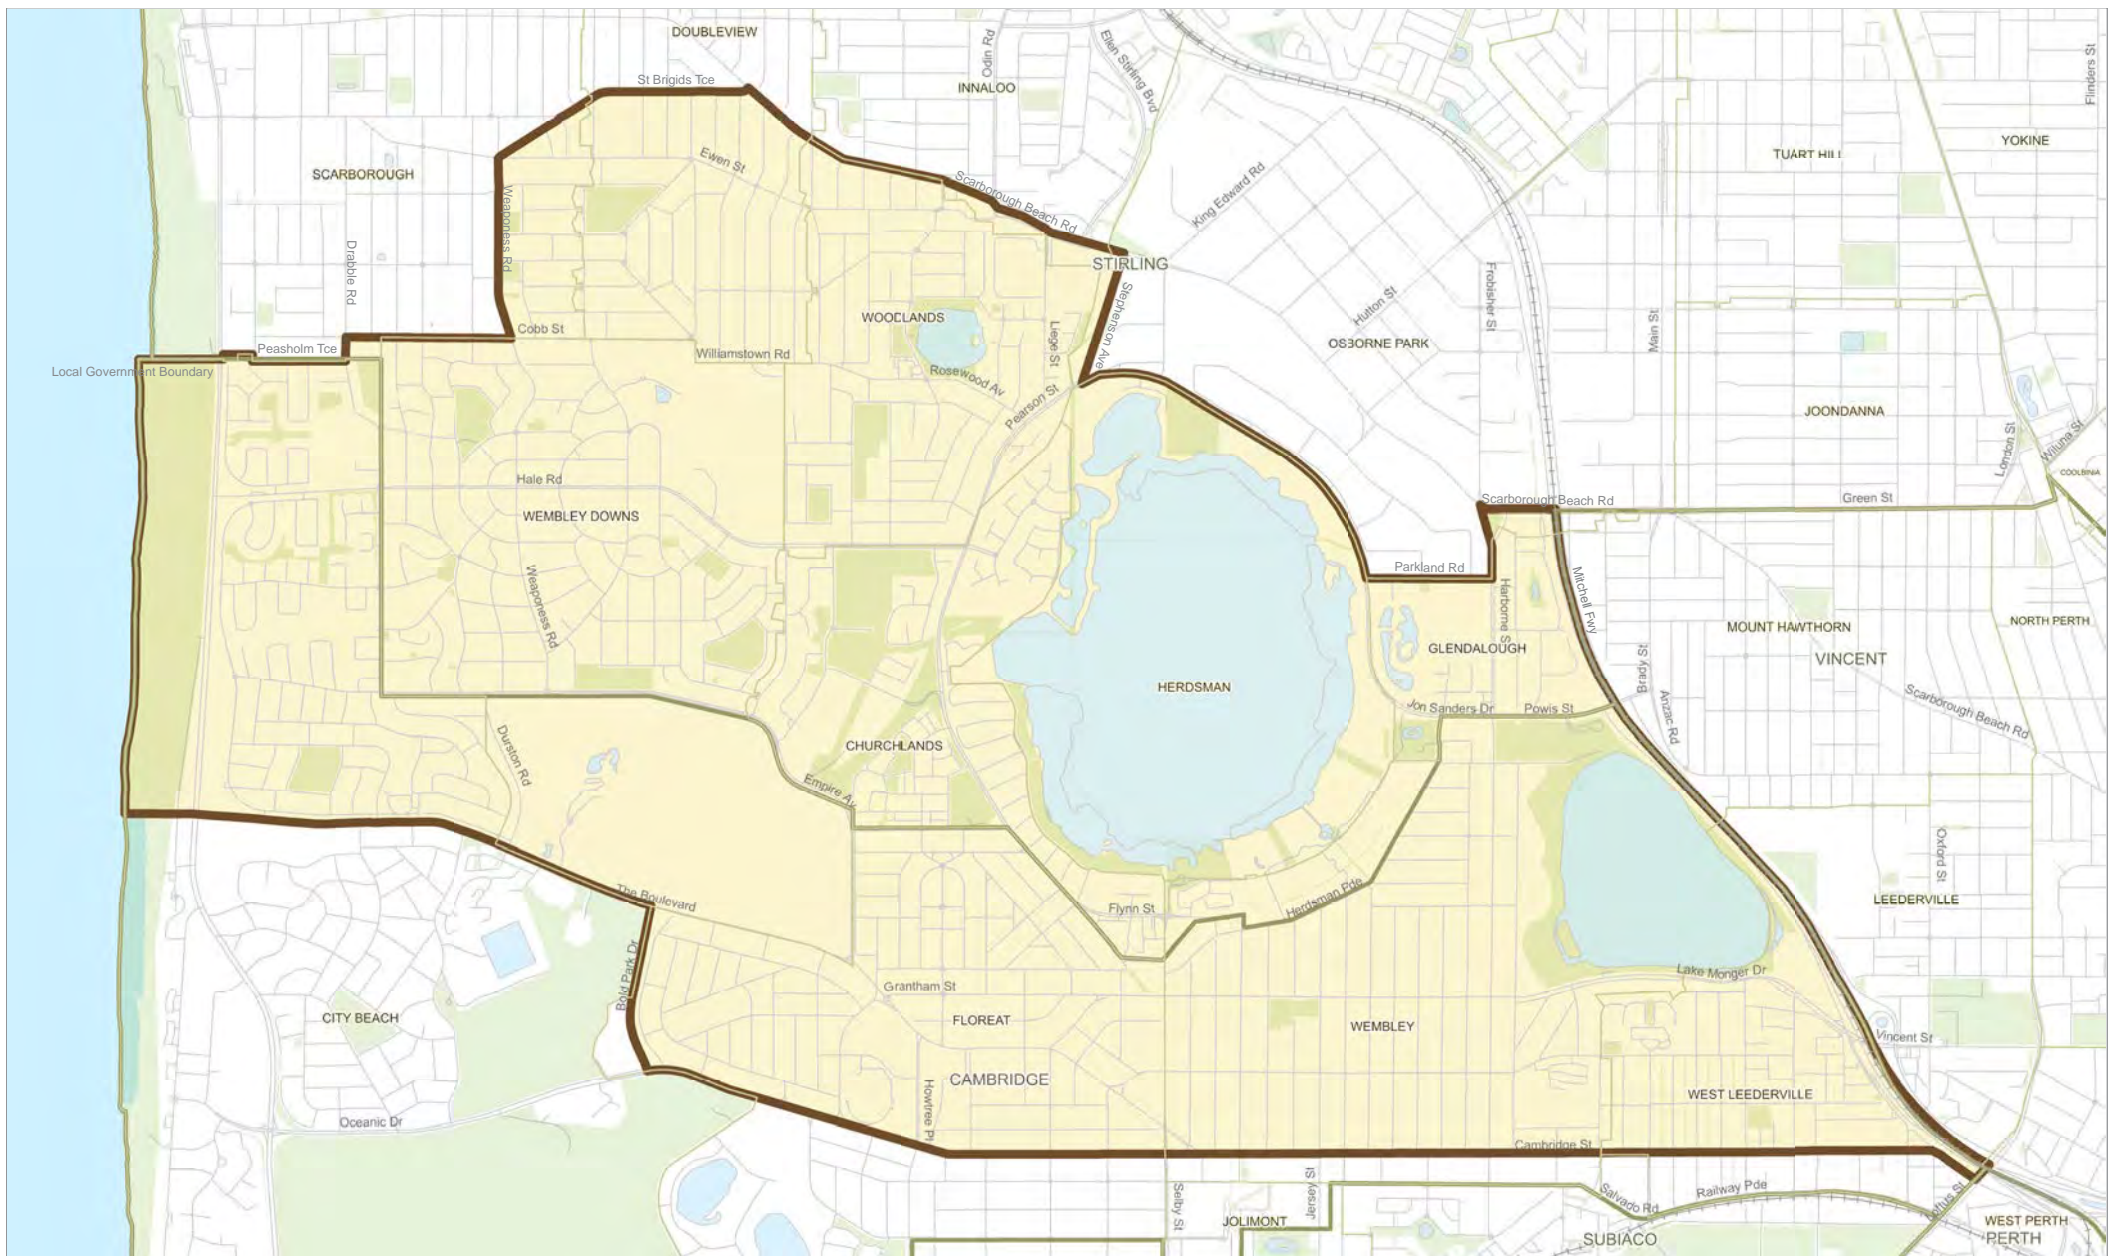 DOUBLEVIEW
Odin Rd
Ellen Stirling Bvd
Flinders St
St Brigids Tce
INNALOO
YOKINE
TUART HILL
Ewen St
SCARBOROUGH
Scarborough Beach Rd
King Edward Rd
Weaponess Rd
Drabble Rd
STIRLING
Stephenson Ave
Frobisher St
Hutton St
Main St
WOODLANDS
Liege St
Cobb St
OSBORNE PARK
Peasholm Tce
Williamstown Rd
Local Government Boundary
Rosewood Av
Pearson St
JOONDANNA
London St
Wiluna St
COOLBINIA
Hale Rd
Scarborough Beach Rd
Green St
WEMBLEY DOWNS
Parkland Rd
Weaponess Rd
Harborne St
Mitchell Fwy
MOUNT HAWTHORN
NORTH PERTH
GLENDALOUGH
VINCENT
Brady St
HERDSMAN
Anzac Rd
Scarborough Beach Rd
Jon Sanders Dr
Powis St
Durston Rd
CHURCHLANDS
Empire Av
Oxford St
The Boulevard
Herdsman Pde
Flynn St
LEEDERVILLE
Bold Park Dr
Lake Monger Dr
Grantham St
CITY BEACH
FLOREAT
WEMBLEY
Vincent St
CAMBRIDGE
Howtree Pl
WEST LEEDERVILLE
Oceanic Dr
Cambridge St
Selby St
Jersey St
Salvado Rd
Railway Pde
Loftus St
JOLIMONT
SUBIACO
WEST PERTH
PERTH